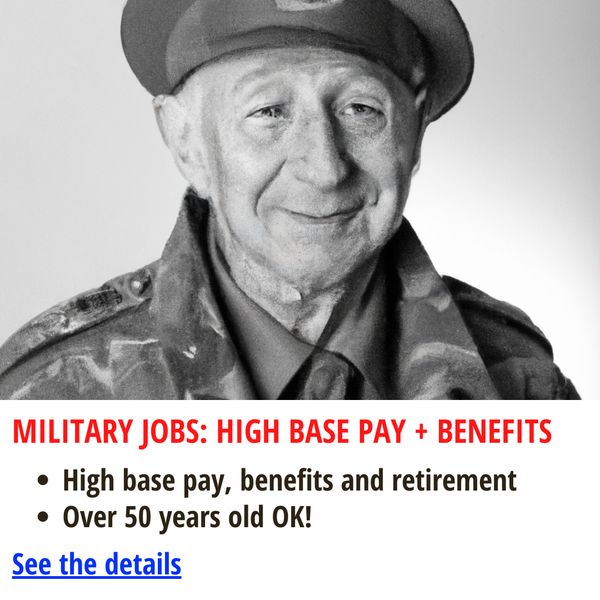 MILITARY JOBS: HIGH BASE PAY + BENEFITS
• High base pay, benefits and retirement
• Over 50 years old OK!
See the details